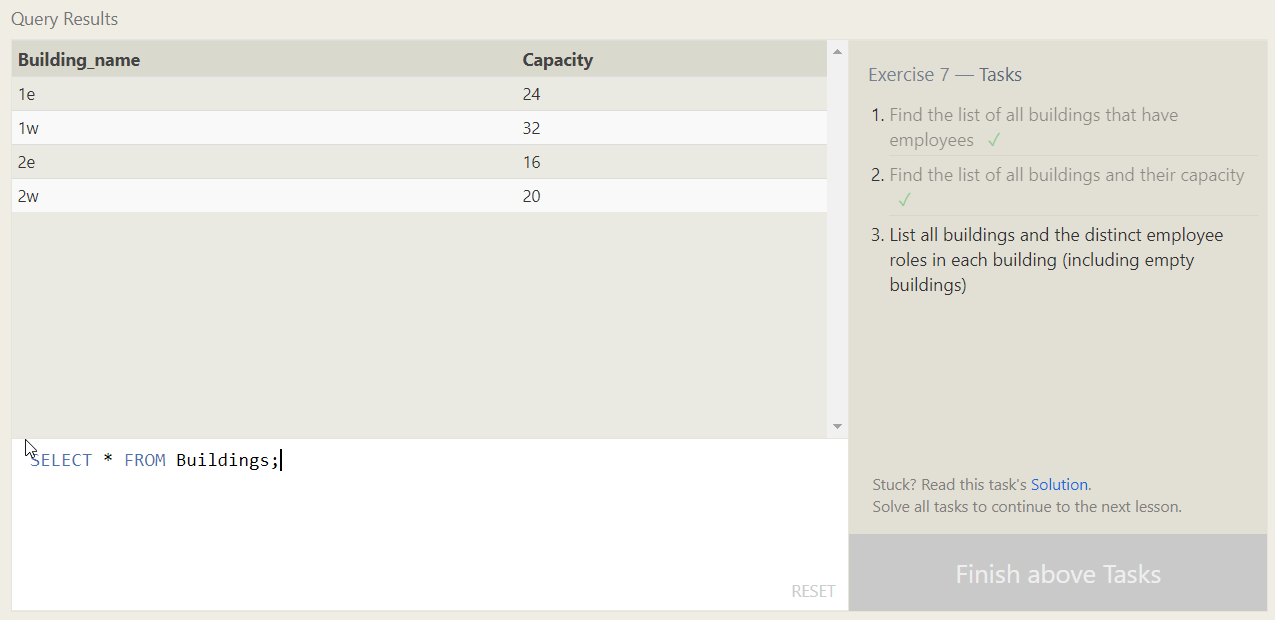 Query Results
Building_name Capacity
1e 24
1w 32
2e 16
2w 20
SELECT * FROM Buildings;
RESET
Exercise 7 — Tasks
1. Find the list of all buildings that have
employees ✓
2. Find the list of all buildings and their capacity
✓
3. List all buildings and the distinct employee
roles in each building (including empty
buildings)
Stuck? Read this task's Solution.
Solve all tasks to continue to the next lesson.
Finish above Tasks